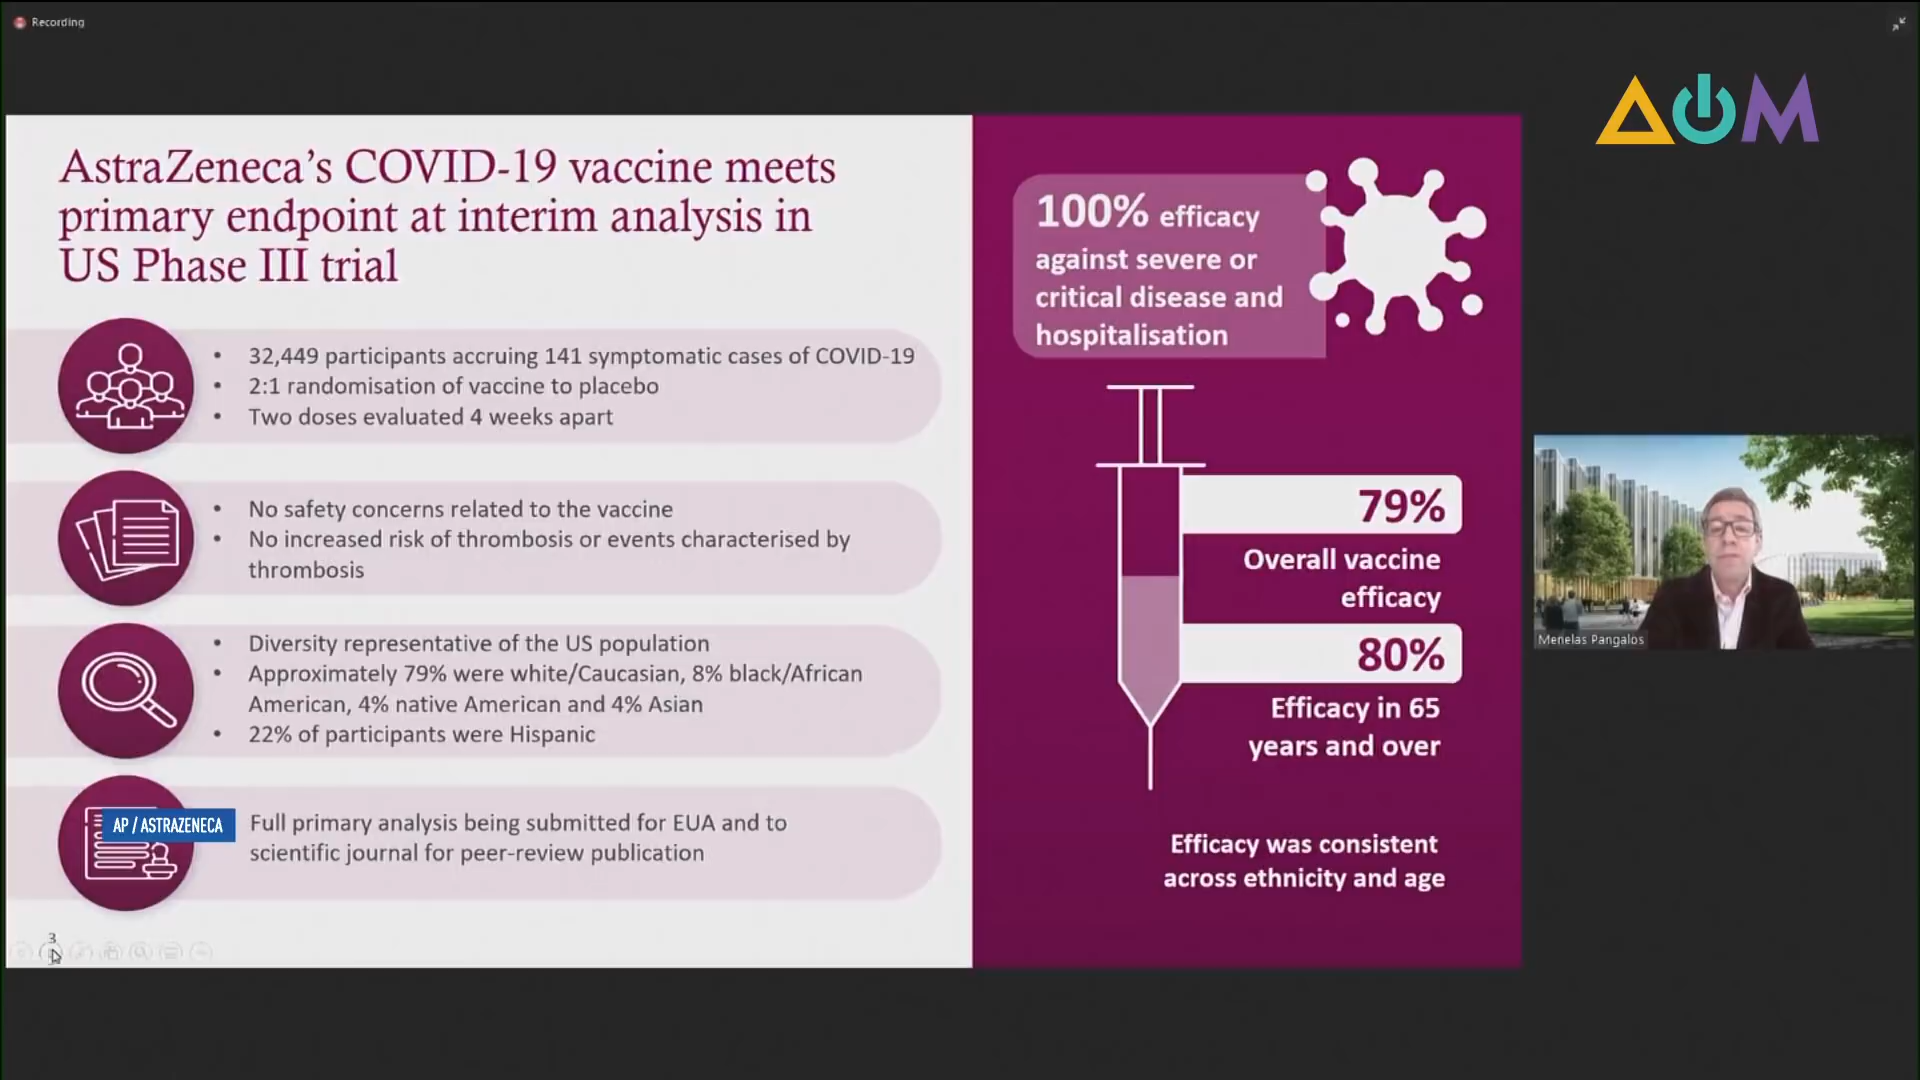 Recording
ДОМ
AstraZeneca's COVID-19 vaccine meets
primary endpoint at interim analysis in
US Phase III trial
• 32,449 participants accruing 141 symptomatic cases of COVID-19
• 2:1 randomisation of vaccine to placebo
• Two doses evaluated 4 weeks apart
• No safety concerns related to the vaccine
• No increased risk of thrombosis or events characterised by
thrombosis
• Diversity representative of the US population
• Approximately 79% were white/Caucasian, 8% black/African
American, 4% native American and 4% Asian
• 22% of participants were Hispanic
AP / ASTRAZENECA
Full primary analysis being submitted for EUA and to
scientific journal for peer-review publication
3
100% efficacy
against severe or
critical disease and
hospitalisation
79%
Overall vaccine
efficacy
80%
Efficacy in 65
years and over
Efficacy was consistent
across ethnicity and age
Menelas Pangalos